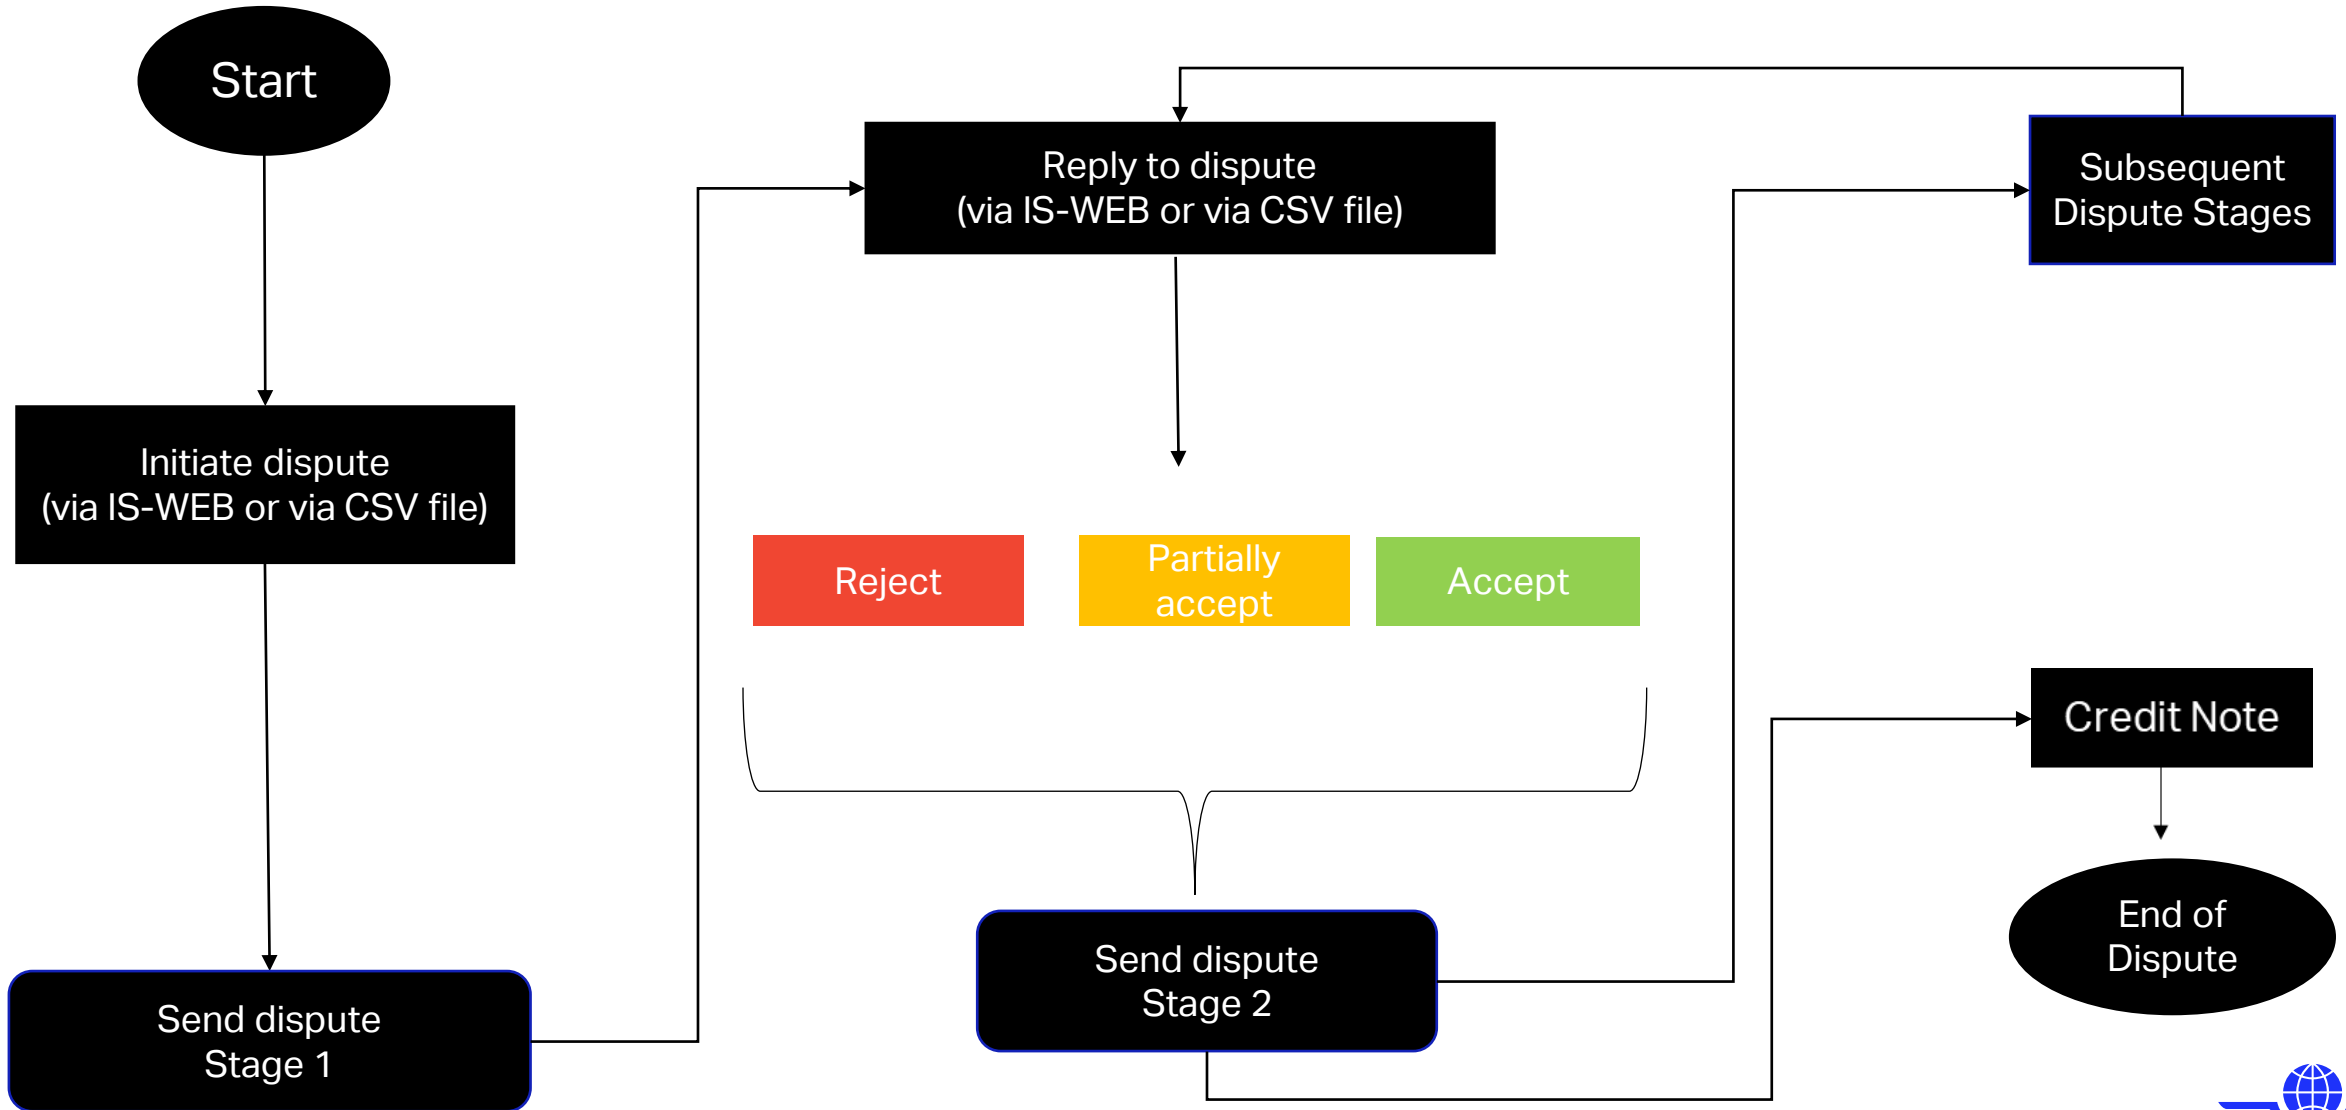 Start
Initiate dispute
(via IS-WEB or via CSV file)
Send dispute
Stage 1
Reply to dispute
(via IS-WEB or via CSV file)
Reject
Partially
accept
Accept
Send dispute
Stage 2
Subsequent
Dispute Stages
Credit Note
End of
Dispute